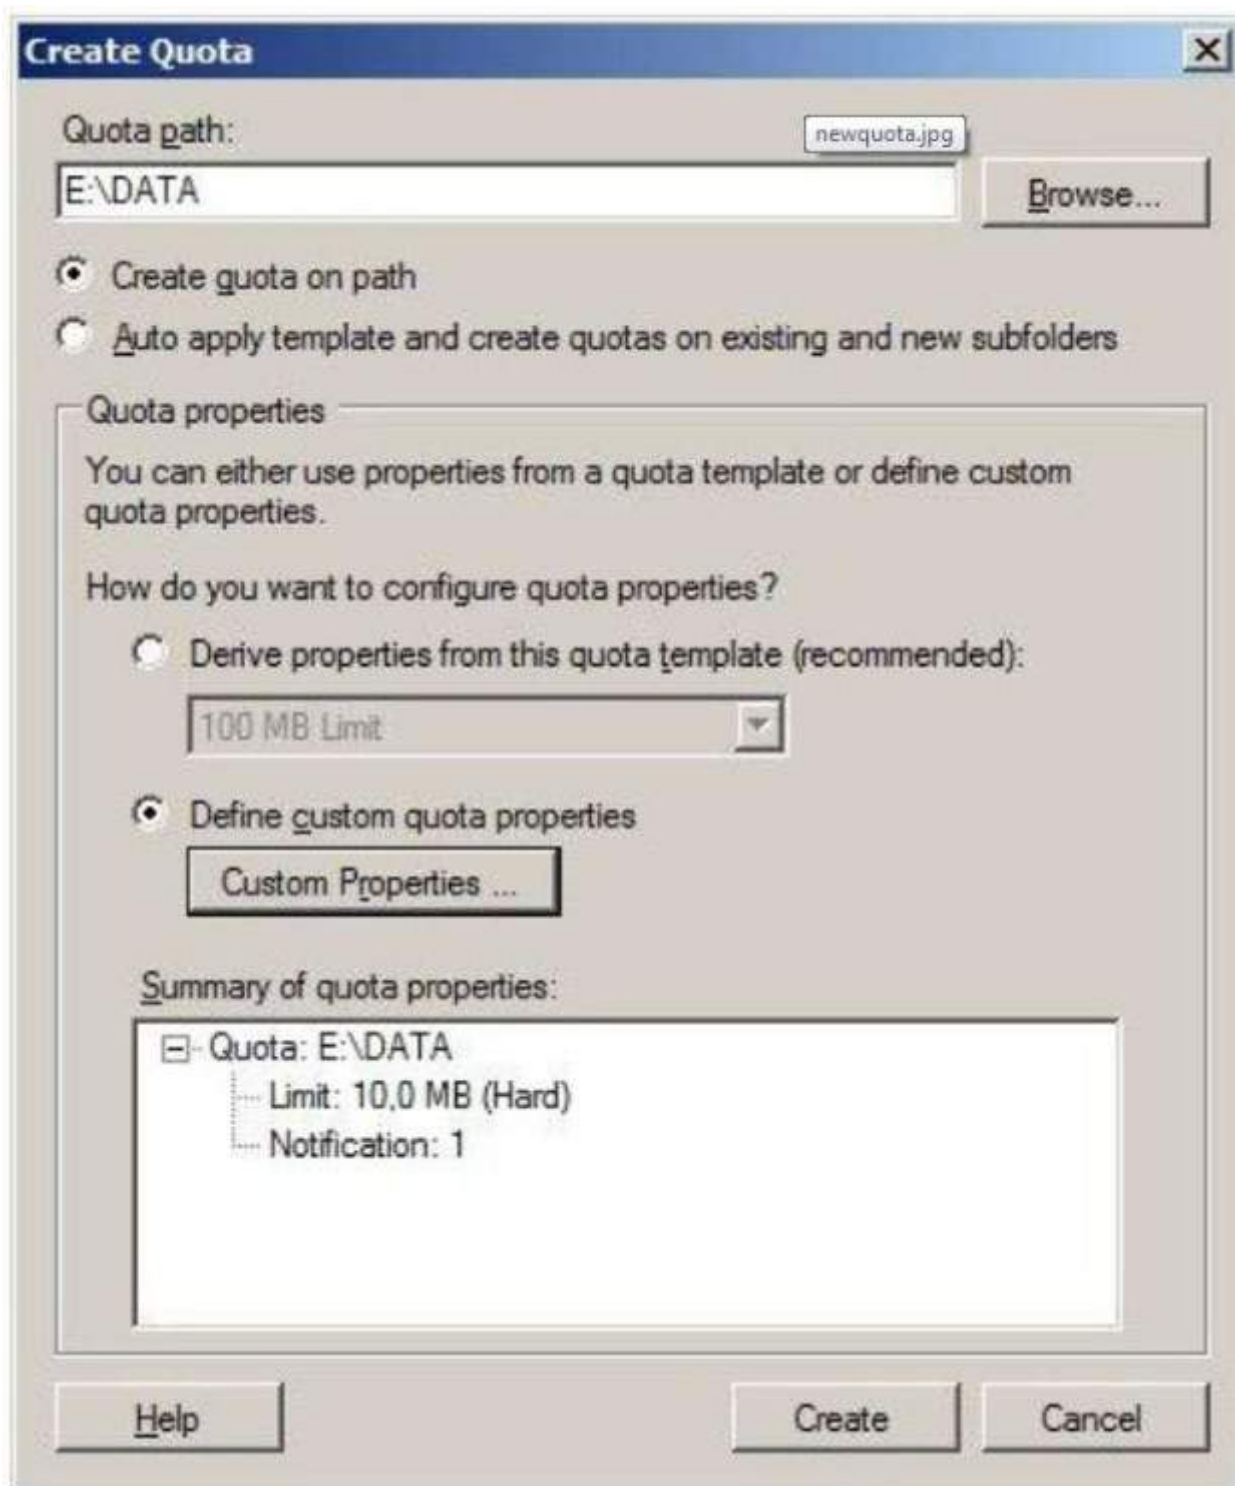 Create Quota
Quota path:
newquota.jpg
E:\DATA
Browse...
Create quota on path
Auto apply template and create quotas on existing and new subfolders
Quota properties
You can either use properties from a quota template or define custom
quota properties.
How do you want to configure quota properties?
Derive properties from this quota template (recommended):
100 MB Limit
Define custom quota properties
Custom Properties ...
Summary of quota properties:
Quota: E:\DATA
Limit: 10,0 MB (Hard)
Notification: 1
Help
Create
Cancel